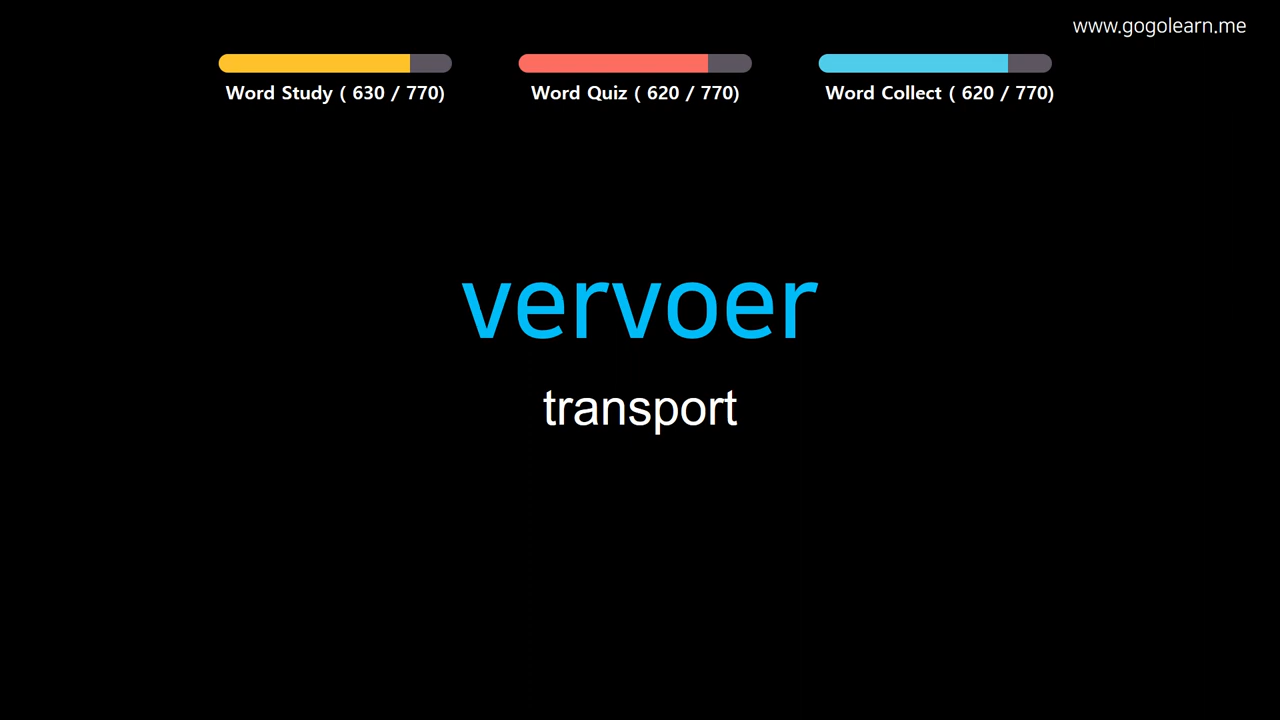 www.gogolearn.me
Word Study ( 630 / 770)
Word Quiz ( 620 / 770)
Word Collect ( 620 / 770)
vervoer
transport